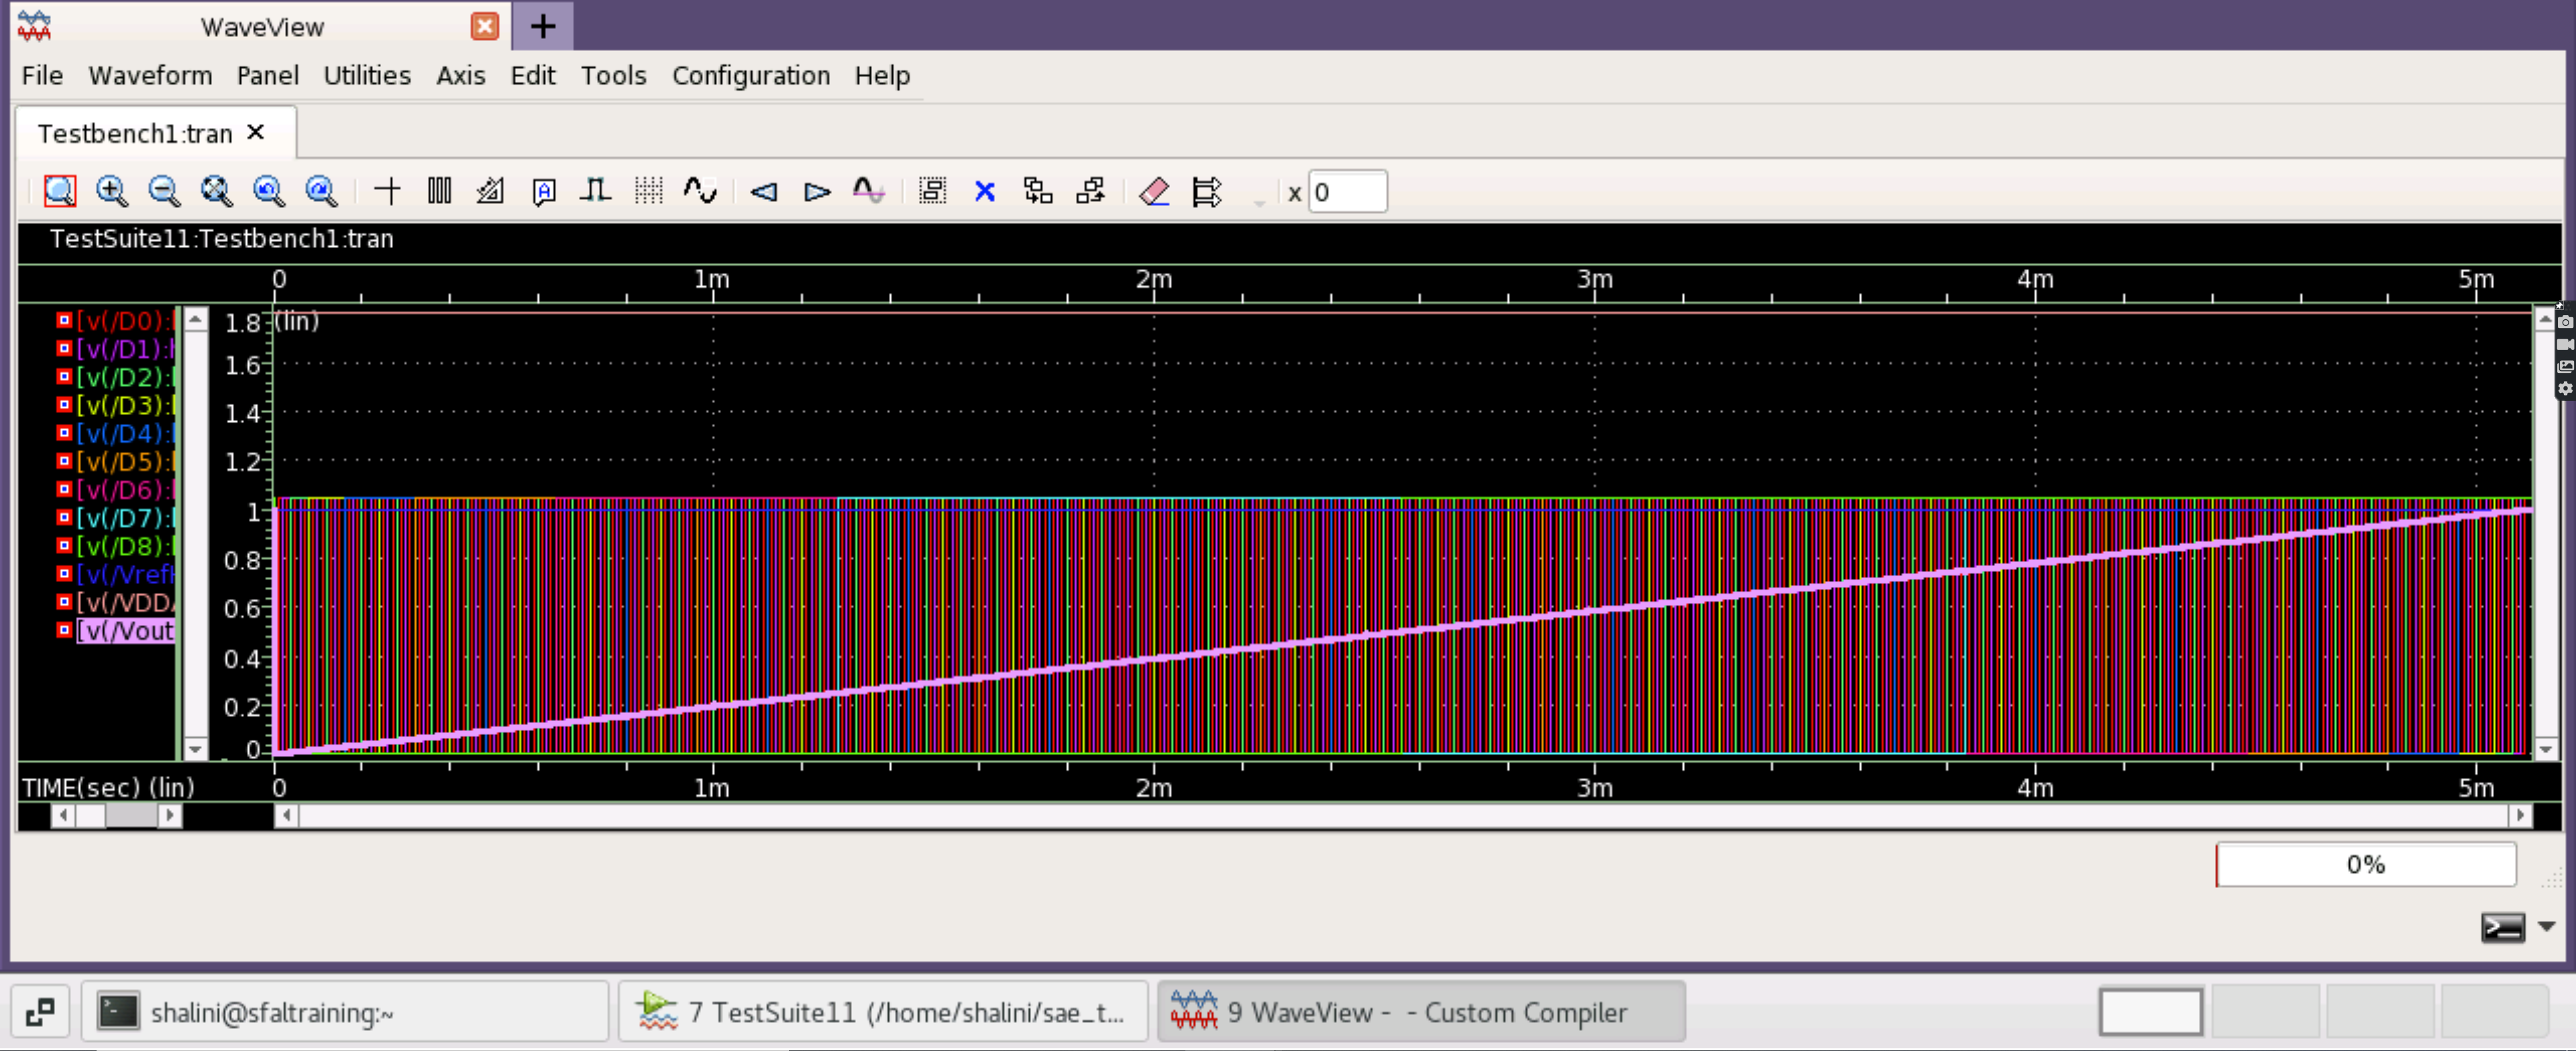 WaveView
File Waveform Panel Utilities Axis Edit Tools Configuration Help
Testbench1:tran
A x 0
TestSuite11:Testbench1:tran
0 1m 2m 3m 4m 5m
[v(/D0):
[v(/D1):
[v(/D2):
[v(/D3):
[v(/D4):
[v(/D5):
[v(/D6):
[v(/D7):
[v(/D8):
[v(/Vref
[v(/VDD
[v(/Vout
(lin)
1.8
1.6
1.4
1.2
1
0.8
0.6
0.4
0.2
0
TIME(sec) (lin) 0 1m 2m 3m 4m 5m
0%
shalini@sfaltraining:~ 7 TestSuite11 (/home/shalini/sae_t... 9 WaveView - - Custom Compiler